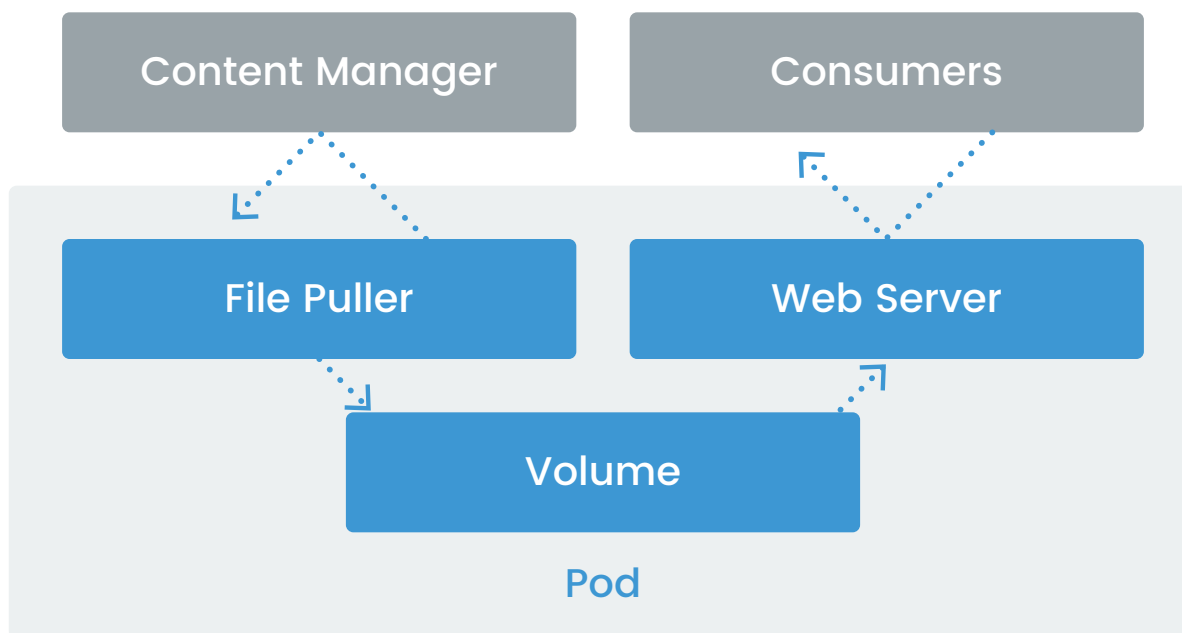 Content Manager
Consumers
File Puller
Web Server
Volume
Pod